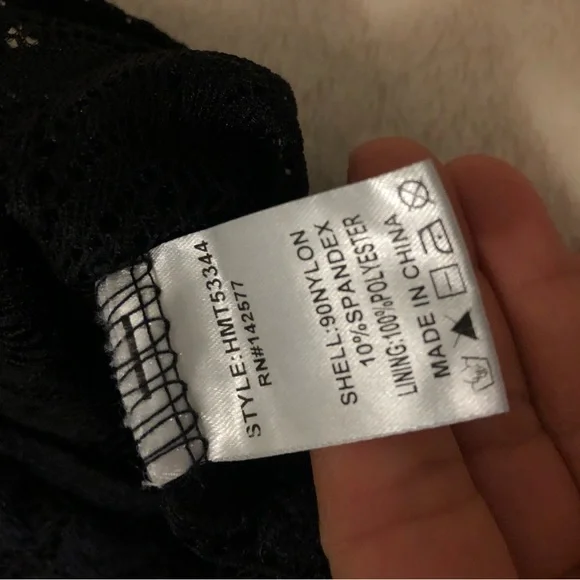 STYLE:HMT53344
RN#142577
SHELL:90NYLON
10%SPANDEX
LINING:100%POLYESTER
MADE IN CHINA